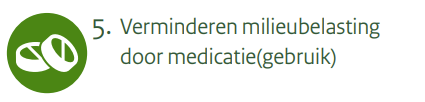 5. Verminderen milieubelasting
door medicatie(gebruik)